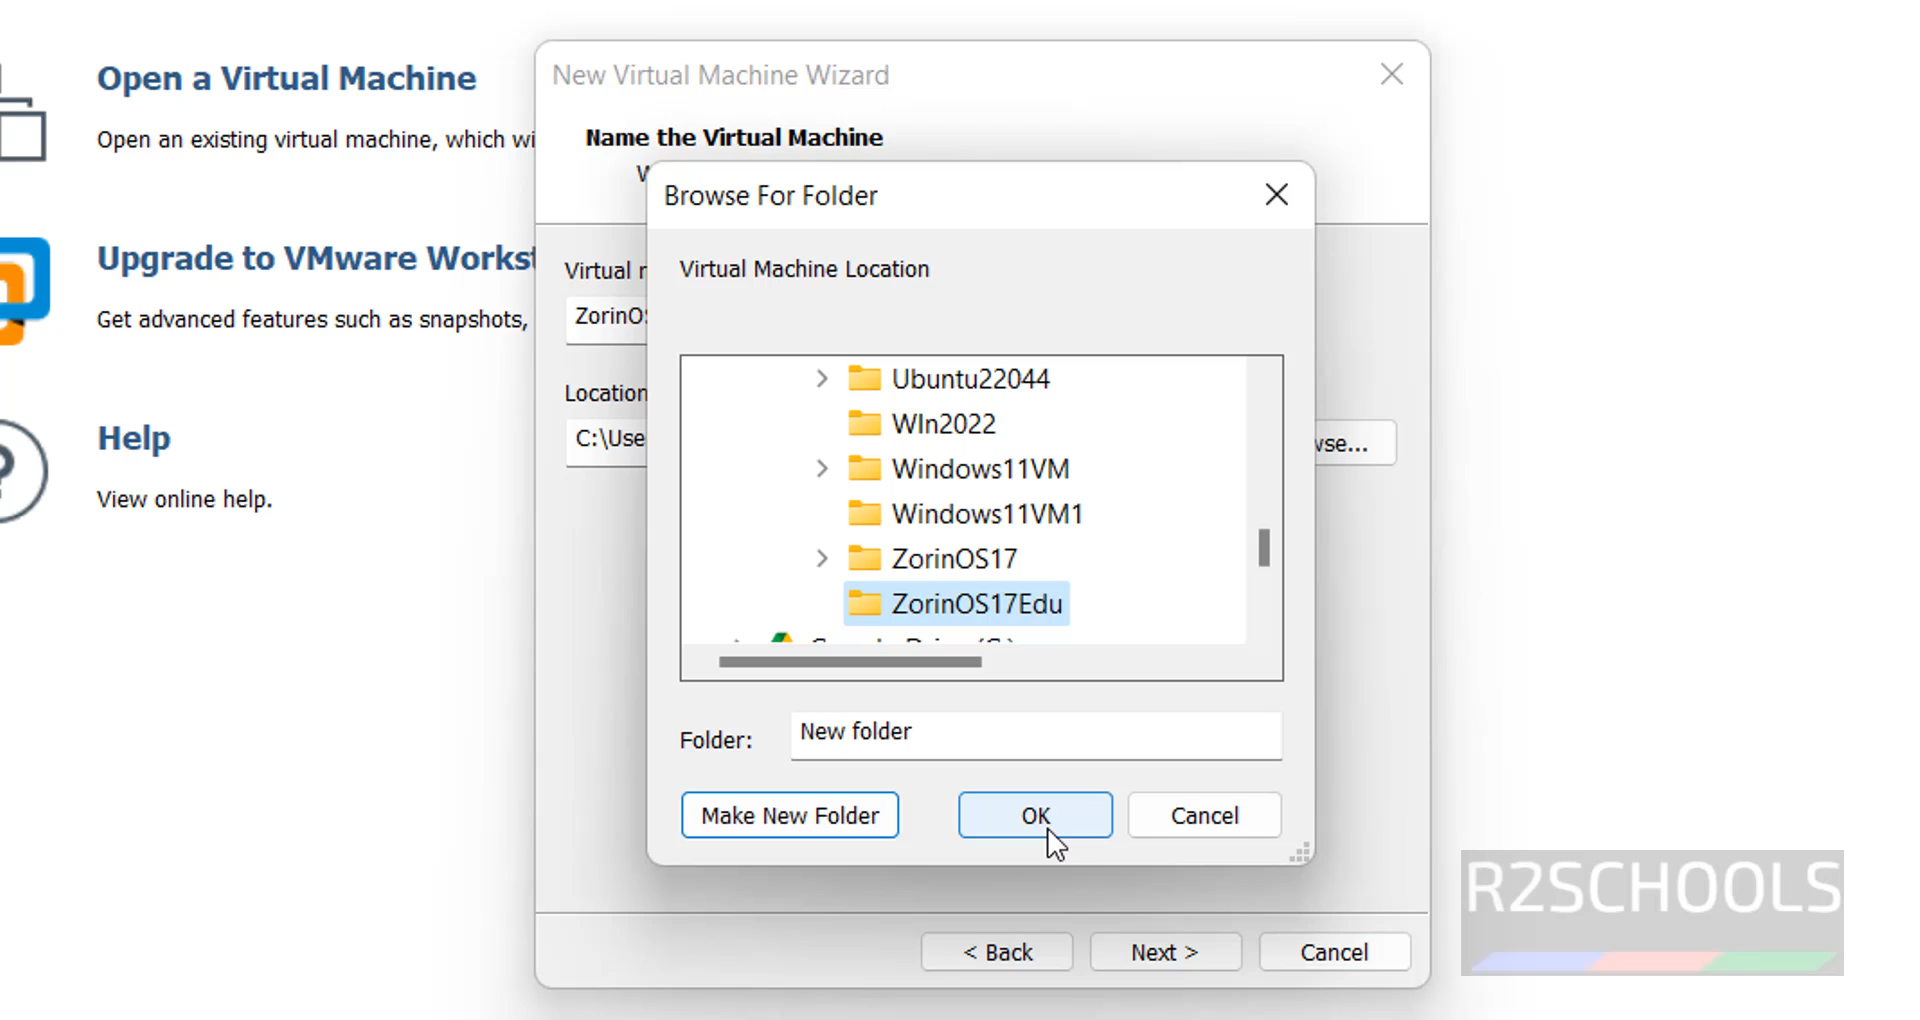 Open a Virtual Machine
Open an existing virtual machine, which wi
Upgrade to VMware Workst
Get advanced features such as snapshots,
Help
View online help.
New Virtual Machine Wizard
Name the Virtual Machine
W
Virtual
ZorinOS
Location
C:\Use
wse...
Browse For Folder
Virtual Machine Location
Ubuntu22044
WIn2022
Windows11VM
Windows11VM1
ZorinOS17
ZorinOS17Edu
Folder:
New folder
Make New Folder
OK
Cancel
< Back
Next >
Cancel
R2SCHOOLS